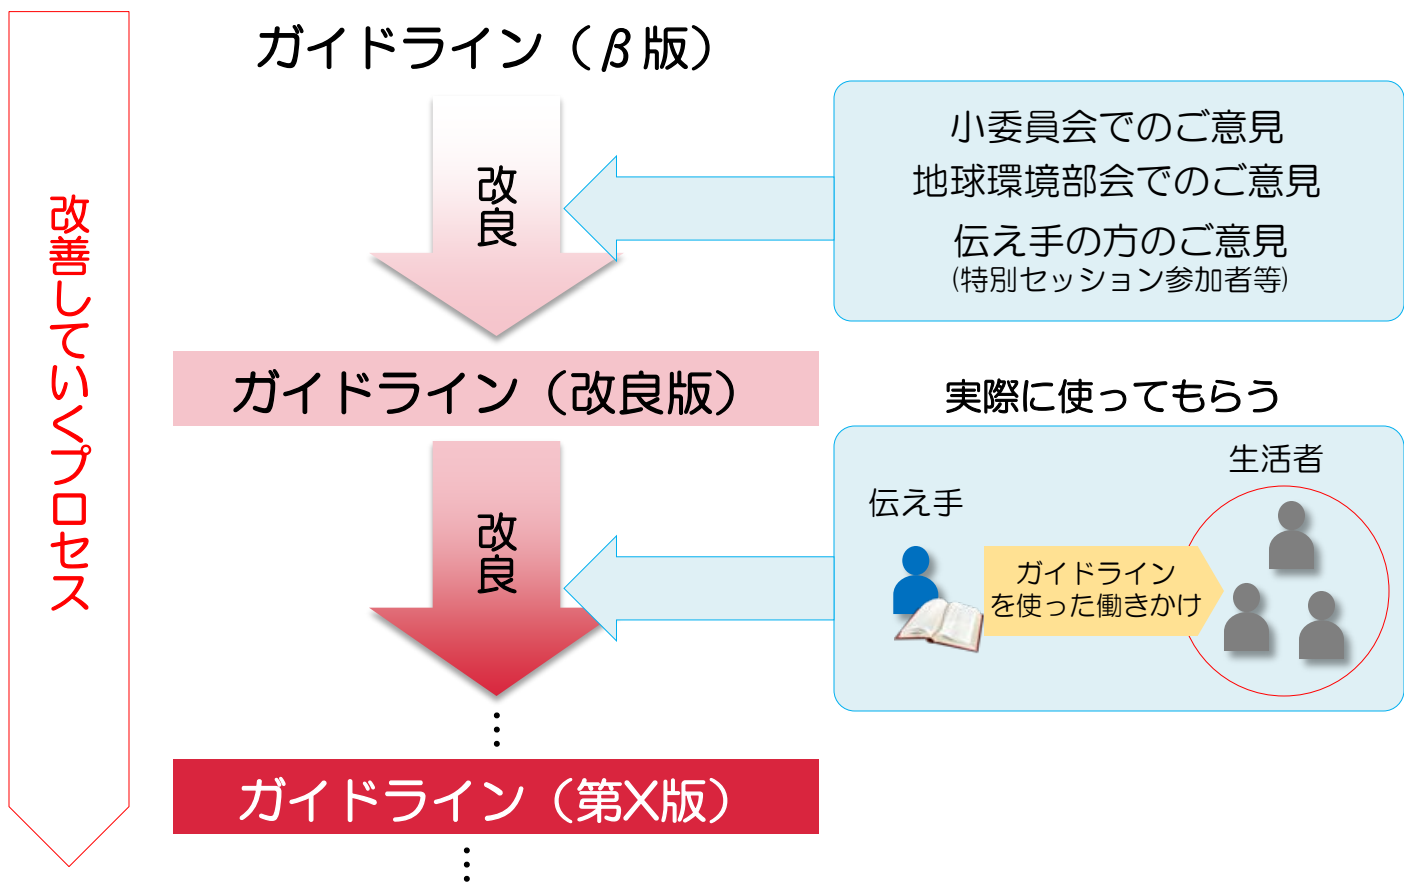 改善していくプロセス
ガイドライン（β版）
改良
小委員会でのご意見
地球環境部会でのご意見
伝え手の方のご意見
(特別セッション参加者等)
ガイドライン（改良版）
改良
実際に使ってもらう
生活者
伝え手
ガイドライン
を使った働きかけ
⋮
ガイドライン（第X版）
⋮